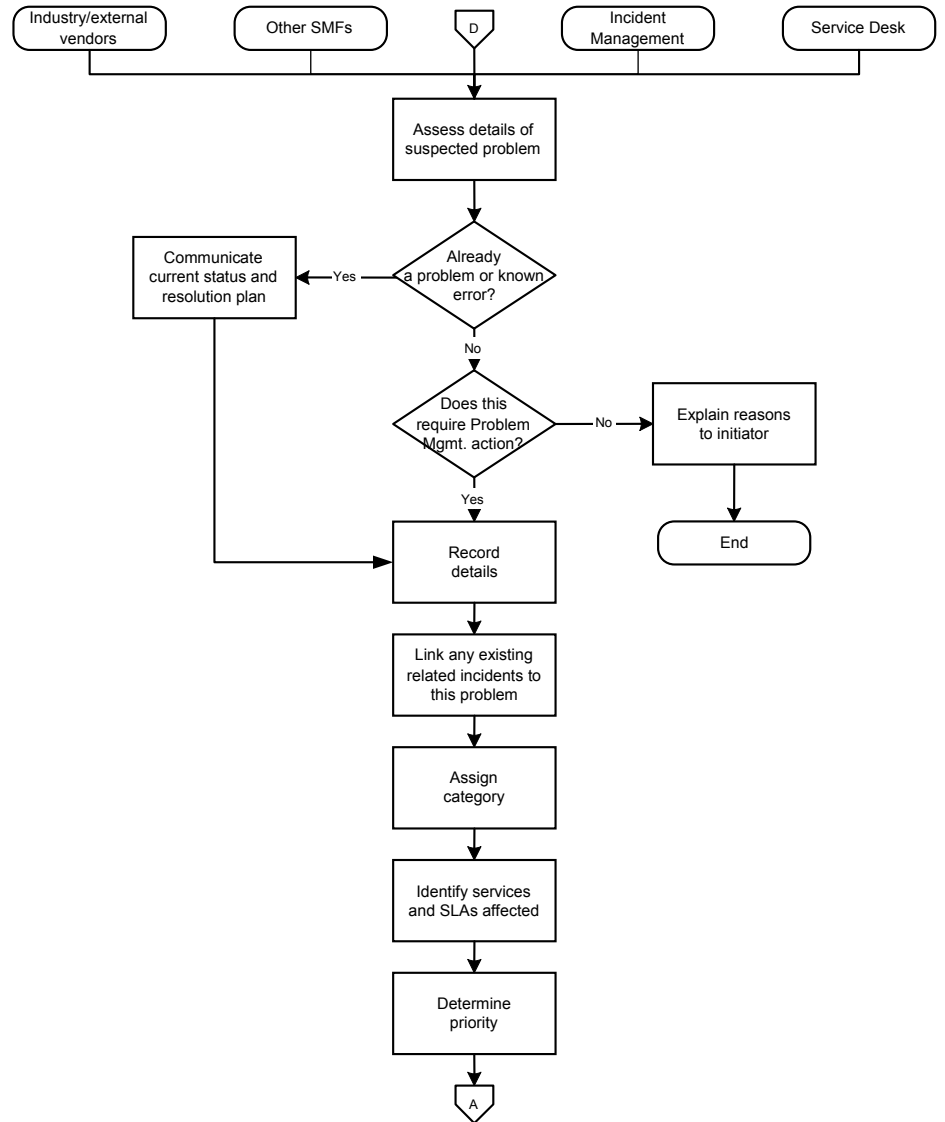 Industry/external
vendors
Other SMFs
D
Incident
Management
Service Desk
Assess details of
suspected problem
Already
a problem or known
error?
Yes
Communicate
current status and
resolution plan
No
Does this
require Problem
Mgmt. action?
No
Explain reasons
to initiator
Yes
End
Record
details
Link any existing
related incidents to
this problem
Assign
category
Identify services
and SLAs affected
Determine
priority
A